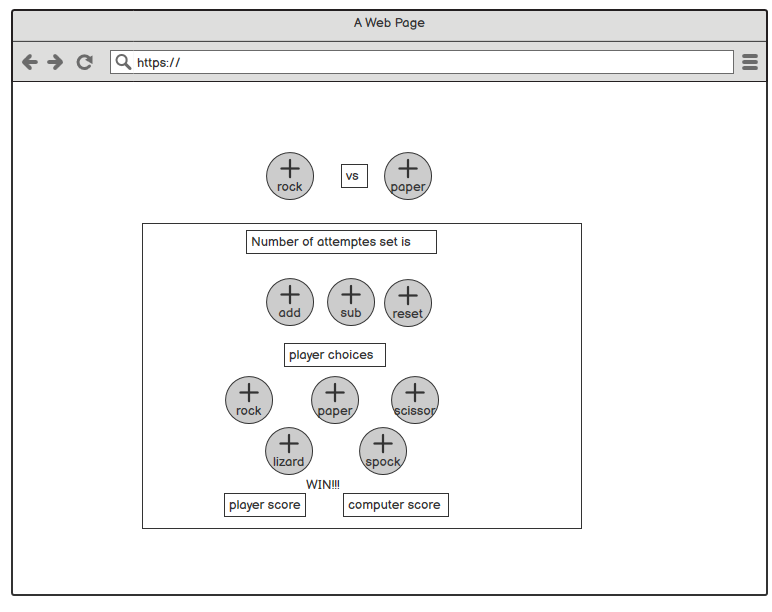 A Web Page
https://
rock
vs
paper
Number of attemptes set is
add
sub
reset
player choices
rock
paper
scissor
lizard
spock
WIN!!!
player score
computer score